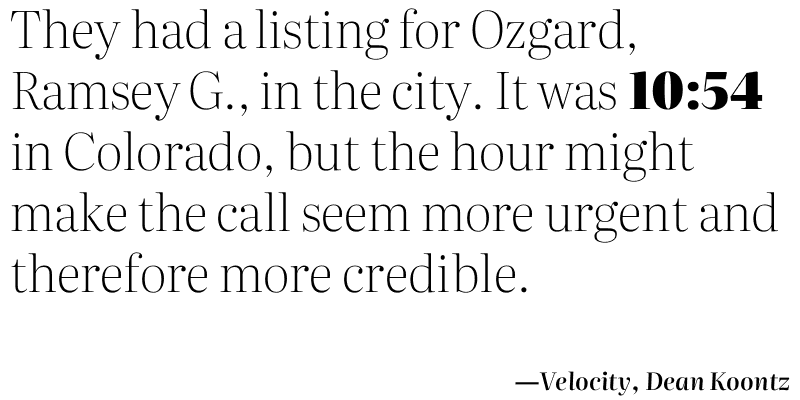 They had a listing for Ozgard,
Ramsey G., in the city. It was 10:54
in Colorado, but the hour might
make the call seem more urgent and
therefore more credible.
—Velocity, Dean Koontz